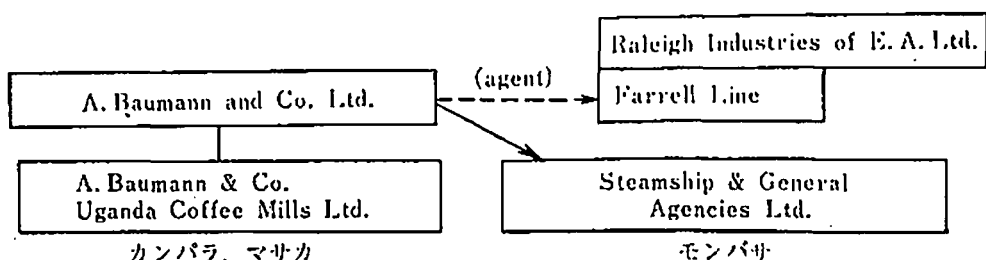 Raleigh Industries of E. A. Ltd.
(agent)
A. Baumann and Co. Ltd.
Farrell Line
A. Baumann & Co.
Uganda Coffee Mills Ltd.
Steamship & General
Agencies Ltd.
カンパラ、マサカ
モンバサ